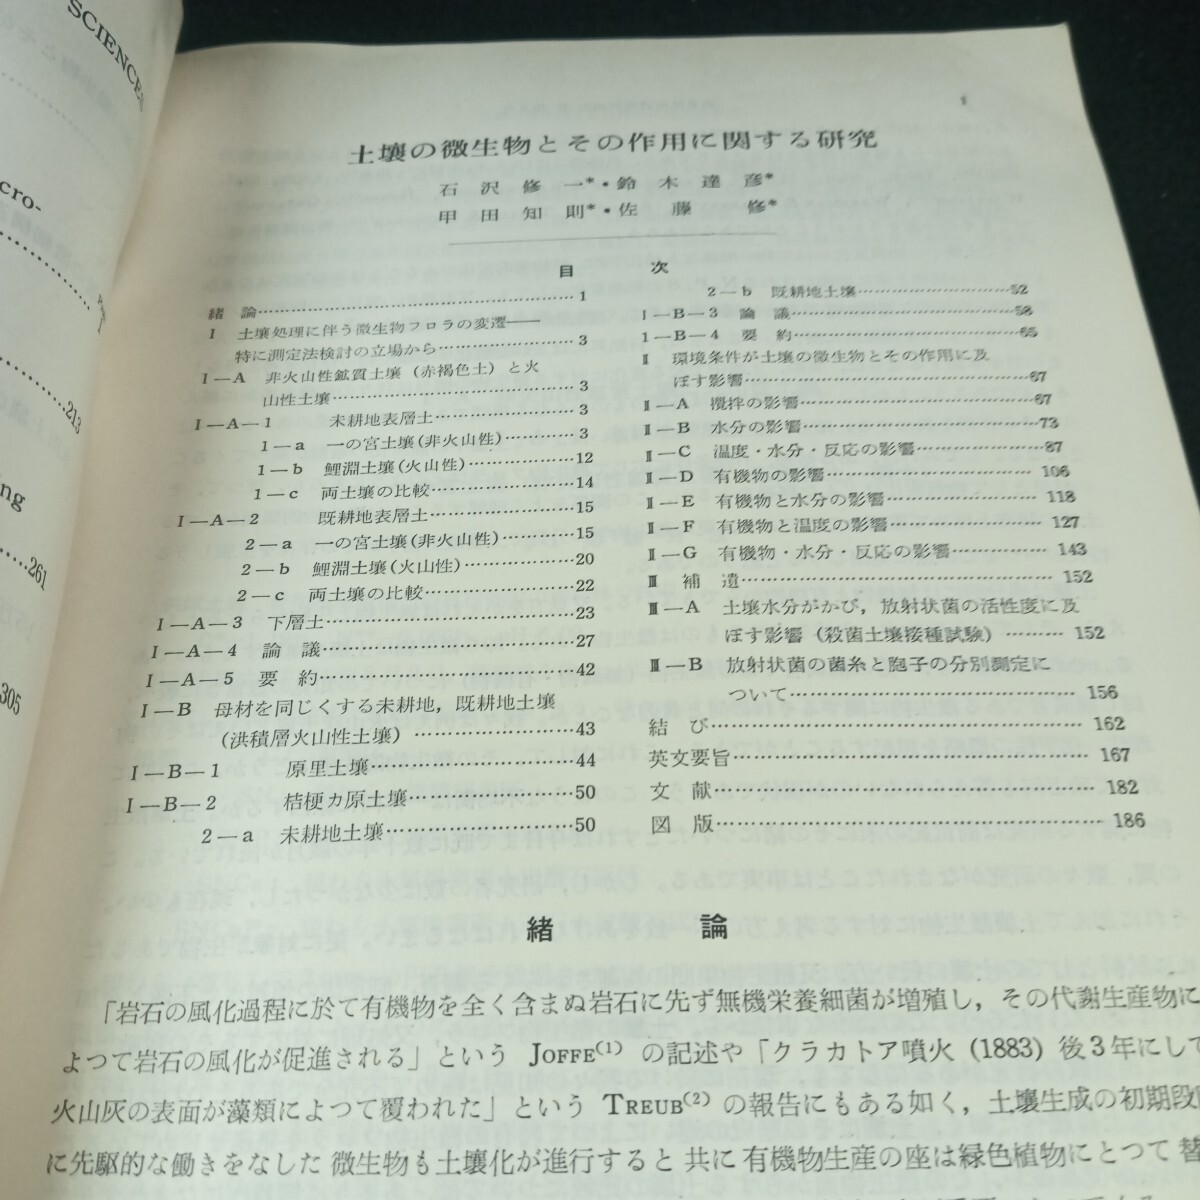 SCIENCES
cro-
213
ng
261
305
1
土壤の微生物とその作用に関する研究
石沢修一*・鈴木達彦*
甲田知則*・佐藤修*
目次
緒論……1
Ⅰ 土壌処理に伴う微生物フロラの変遷——
特に測定法検討の立場から……3
Ⅰ—A 非火山性鉱質土壌 (赤褐色土) と火
山性土壌……3
Ⅰ—A—1 未耕地表層土……3
1—a 一の宮土壌(非火山性)……3
1—b 鯉淵土壌(火山性)……12
1—c 両土壌の比較……14
Ⅰ—A—2 既耕地表層土……15
2—a 一の宮土壌(非火山性)……15
2—b 鯉淵土壌(火山性)……20
2—c 両土壌の比較……22
Ⅰ—A—3 下層土……23
Ⅰ—A—4 論議……27
Ⅰ—A—5 要約……42
Ⅰ—B 母材を同じくする未耕地，既耕地土壌
(洪積層火山性土壌)……43
Ⅰ—B—1 原里土壌……44
Ⅰ—B—2 桔梗カ原土壌……50
2—a 未耕地土壌……50
2—b 既耕地土壌……52
Ⅰ—B—3 論議……58
Ⅰ—B—4 要約……65
Ⅱ 環境条件が土壌の微生物とその作用に及
ぼす影響……67
Ⅱ—A 攪拌の影響……67
Ⅱ—B 水分の影響……73
Ⅱ—C 温度・水分・反応の影響……87
Ⅱ—D 有機物の影響……106
Ⅱ—E 有機物と水分の影響……118
Ⅱ—F 有機物と温度の影響……127
Ⅱ—G 有機物・水分・反応の影響……143
Ⅲ 補遺……152
Ⅲ—A 土壌水分がかび，放射状菌の活性度に及
ぼす影響 (殺菌土壌接種試験)……152
Ⅲ—B 放射状菌の菌糸と胞子の分別測定に
ついて……156
結び……162
英文要旨……167
文献……182
図版……186
緒論
「岩石の風化過程に於て有機物を全く含まぬ岩石に先ず無機栄養細菌が増殖し，その代謝生産物に
よつて岩石の風化が促進される」という JOFFE(1) の記述や「クラカトア噴火 (1883) 後3年にして
火山灰の表面が藻類によつて覆われた」という TREUB(2) の報告にもある如く，土壤生成の初期段
に先駆的な働きをなした微生物も土壤化が進行すると共に有機物生産の座は緑色植物にとつて替